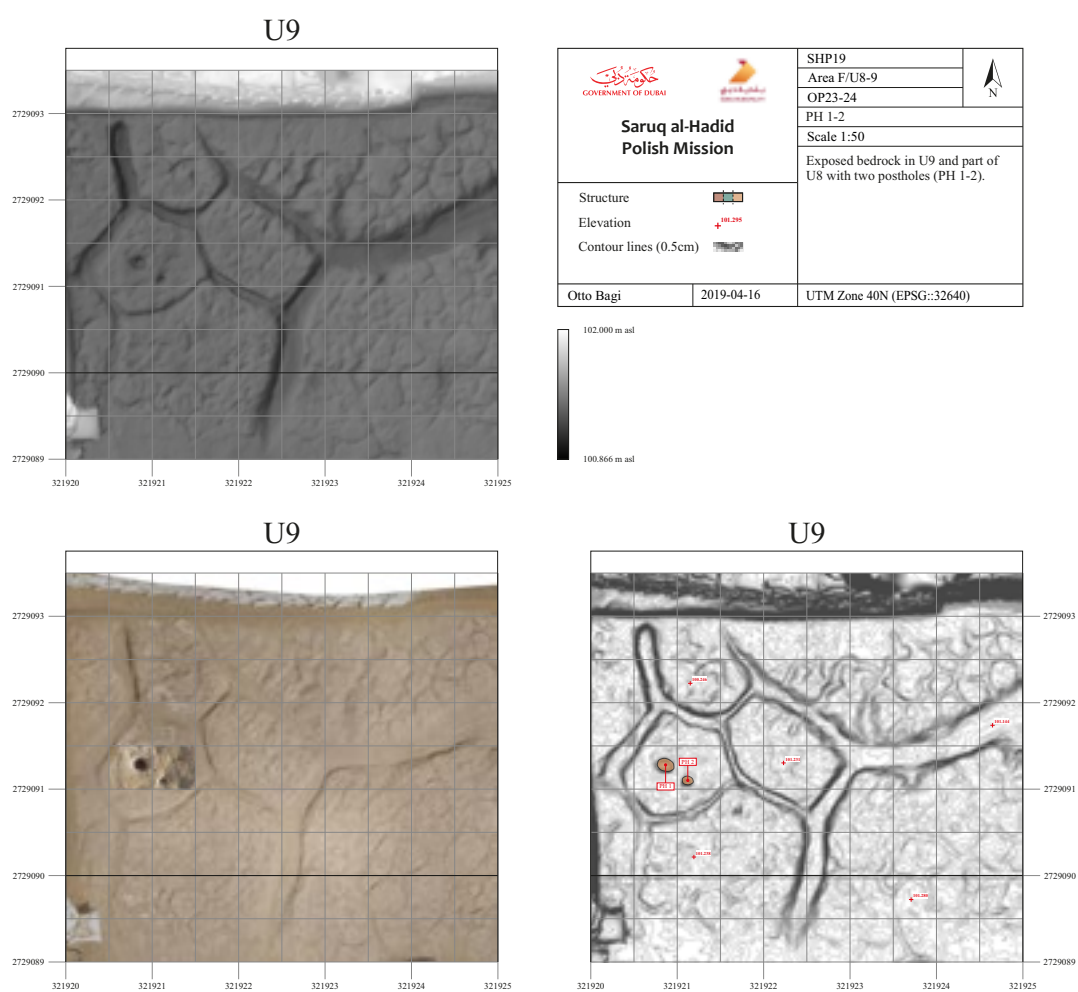 U9
2729093
2729092
2729091
2729090
2729089
321920
321921
321922
321923
321924
321925
حكومة دبي
GOVERNMENT OF DUBAI
Saruq al-Hadid
Polish Mission
Structure
Elevation
101.295
Contour lines (0.5cm)
Otto Bagi
2019-04-16
SHP19
Area F/U8-9
OP23-24
N
PH 1-2
Scale 1:50
Exposed bedrock in U9 and part of
U8 with two postholes (PH 1-2).
UTM Zone 40N (EPSG::32640)
102.000 m asl
100.866 m asl
U9
2729093
2729092
2729091
2729090
2729089
321920
321921
321922
321923
321924
321925
U9
PH 2
PH 1
2729093
2729092
2729091
2729090
2729089
321920
321921
321922
321923
321924
321925